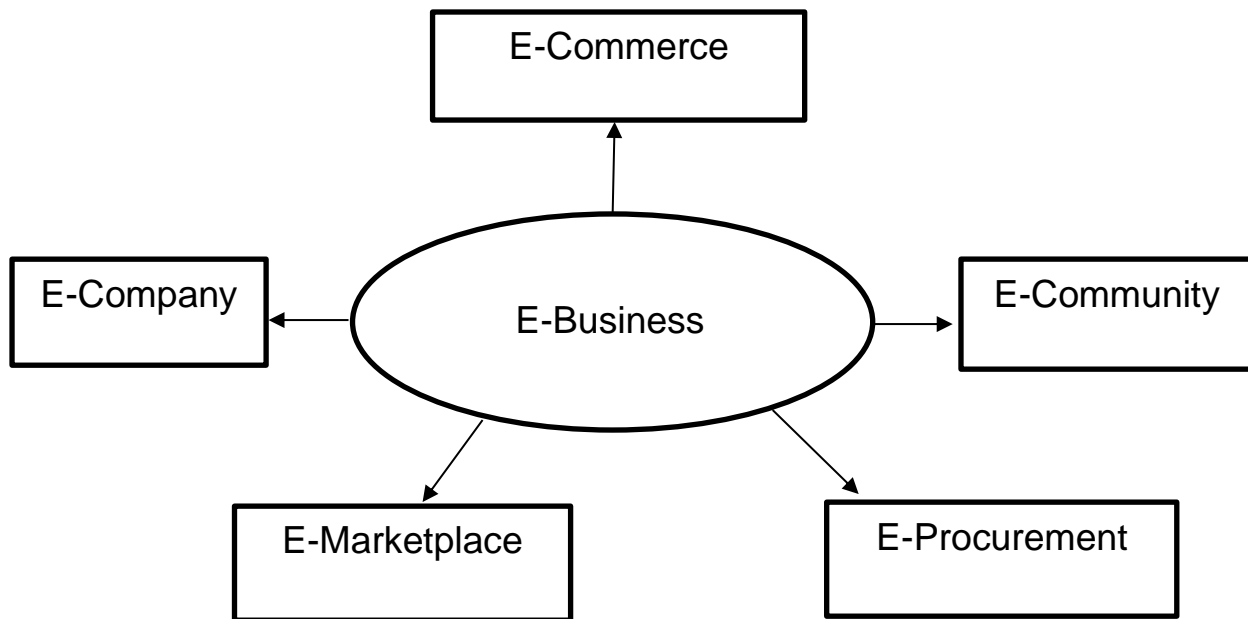 E-Commerce
E-Company
E-Business
E-Community
E-Marketplace
E-Procurement